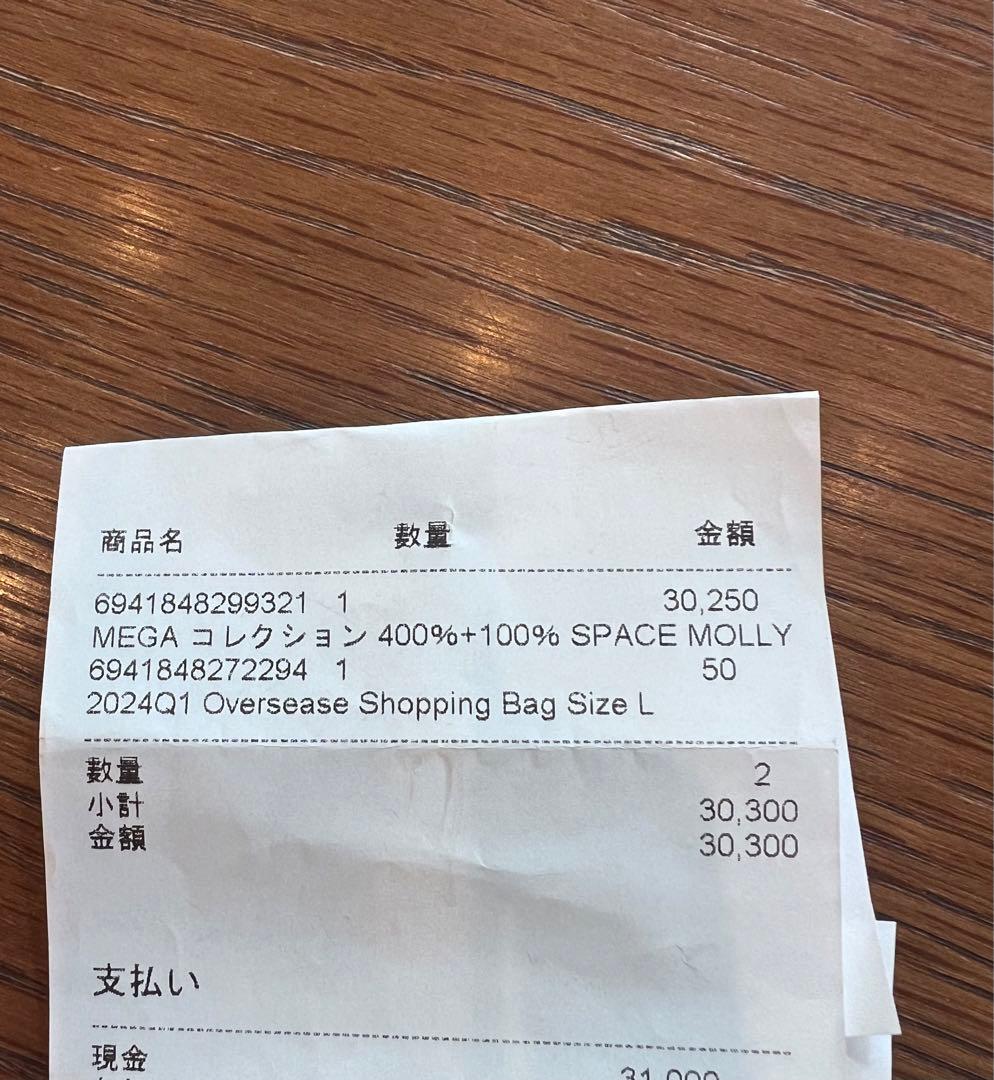 商品名 数量 金額
6941848299321 1 30,250
MEGA コレクション 400%+100% SPACE MOLLY
6941848272294 1 50
2024Q1 Oversease Shopping Bag Size L
数量 2
小計 30,300
金額 30,300
支払い
現金 31,000